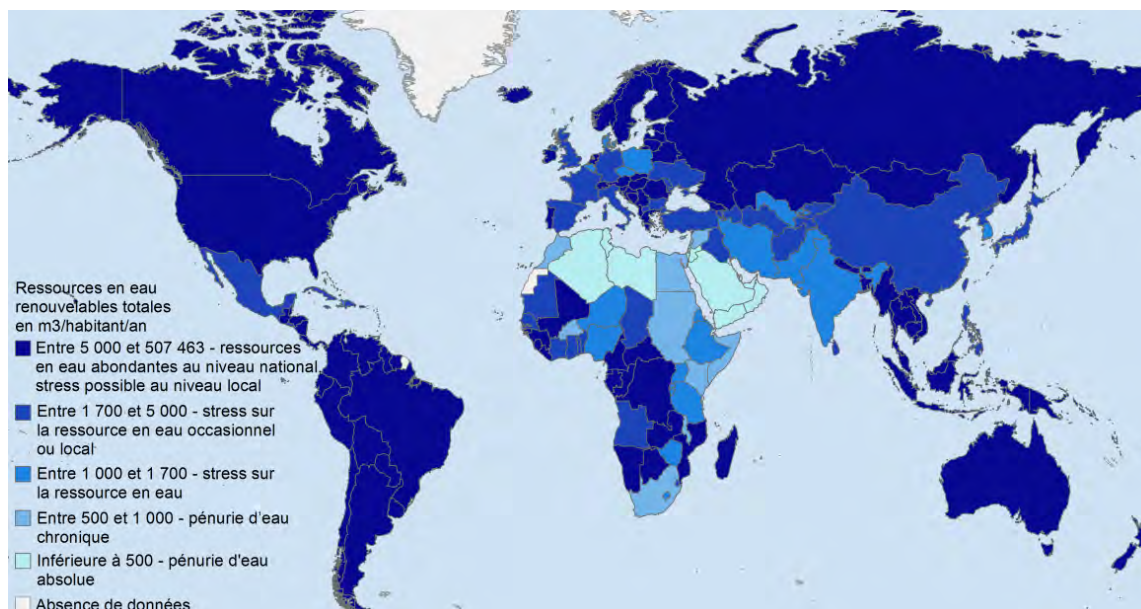 Ressources en eau
renouvelables totales
en m3/habitant/an
Entre 5 000 et 507 463 - ressources
en eau abondantes au niveau national,
stress possible au niveau local
Entre 1 700 et 5 000 - stress sur
la ressource en eau occasionnel
ou local
Entre 1 000 et 1 700 - stress sur
la ressource en eau
Entre 500 et 1 000 - pénurie d'eau
chronique
Inférieure à 500 - pénurie d'eau
absolue
Absence de données